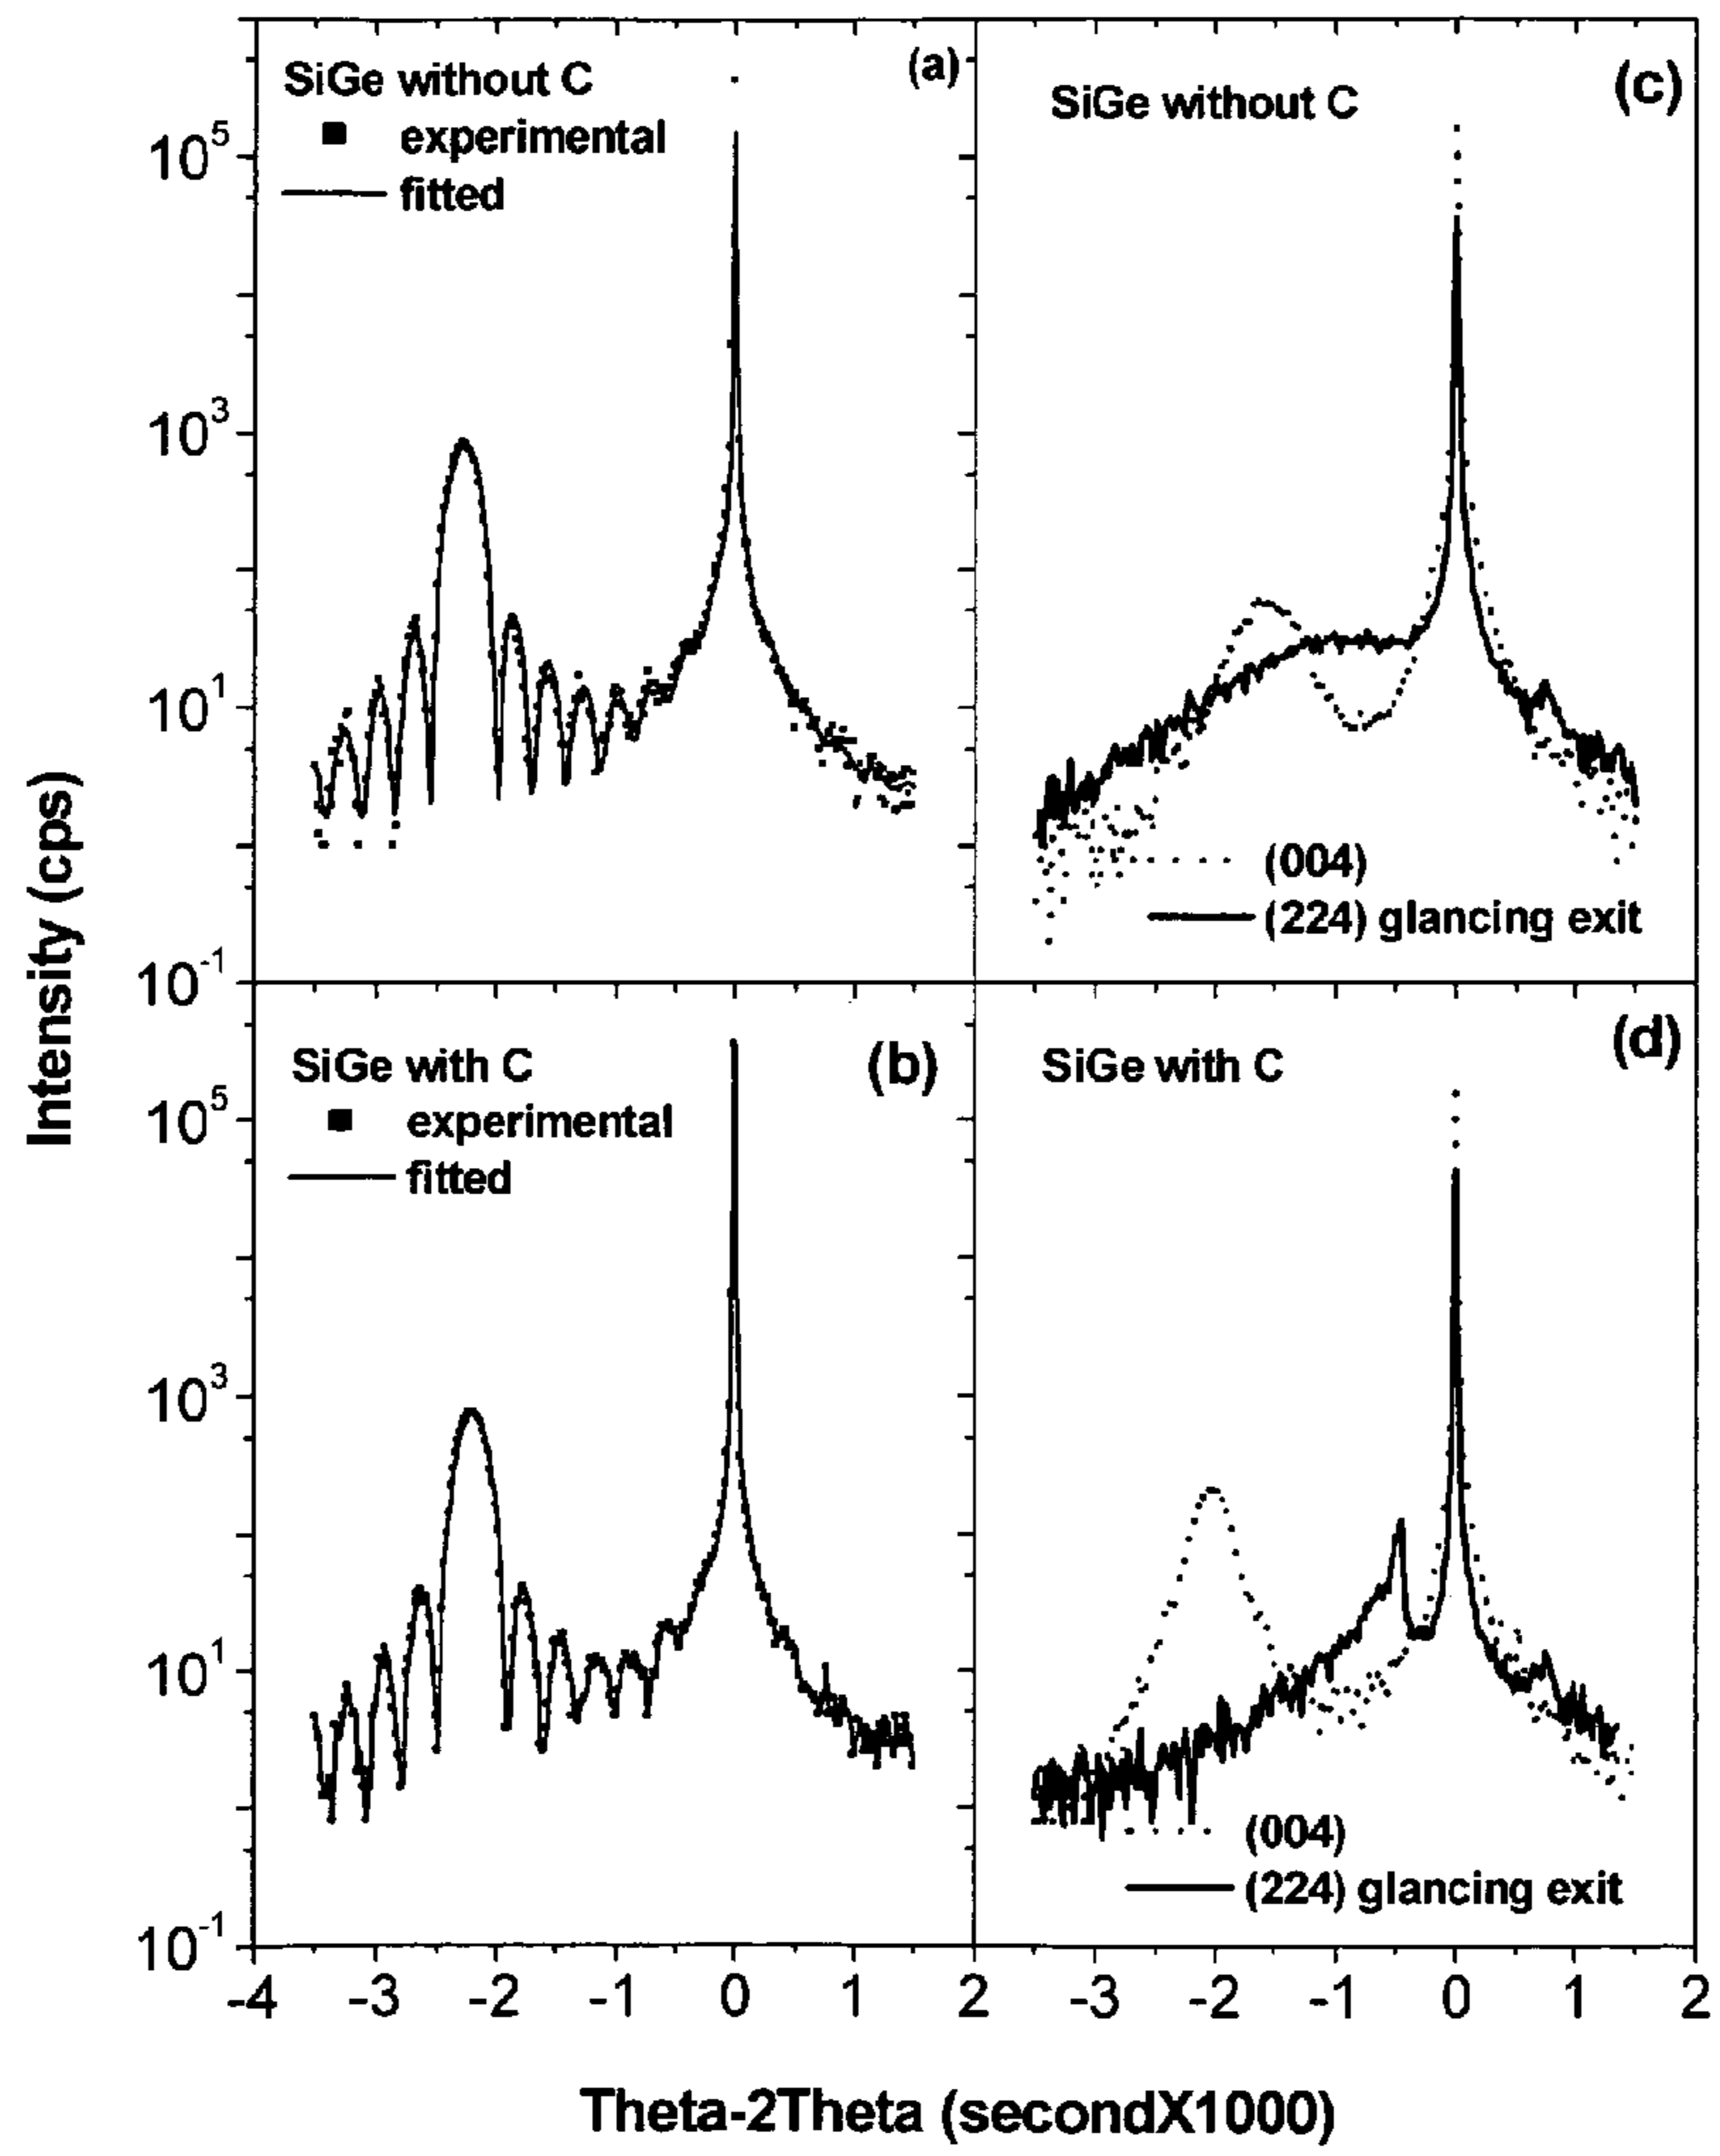 SiGe without C
(a)
experimental
fitted
SiGe without C
(c)
(004)
(224) glancing exit
10^5
10^3
10^1
10^-1
Intensity (cps)
SiGe with C
(b)
experimental
fitted
SiGe with C
(d)
(004)
(224) glancing exit
10^5
10^3
10^1
10^-1
-4 -3 -2 -1 0 1 2 -3 -2 -1 0 1 2
Theta-2Theta (secondX1000)